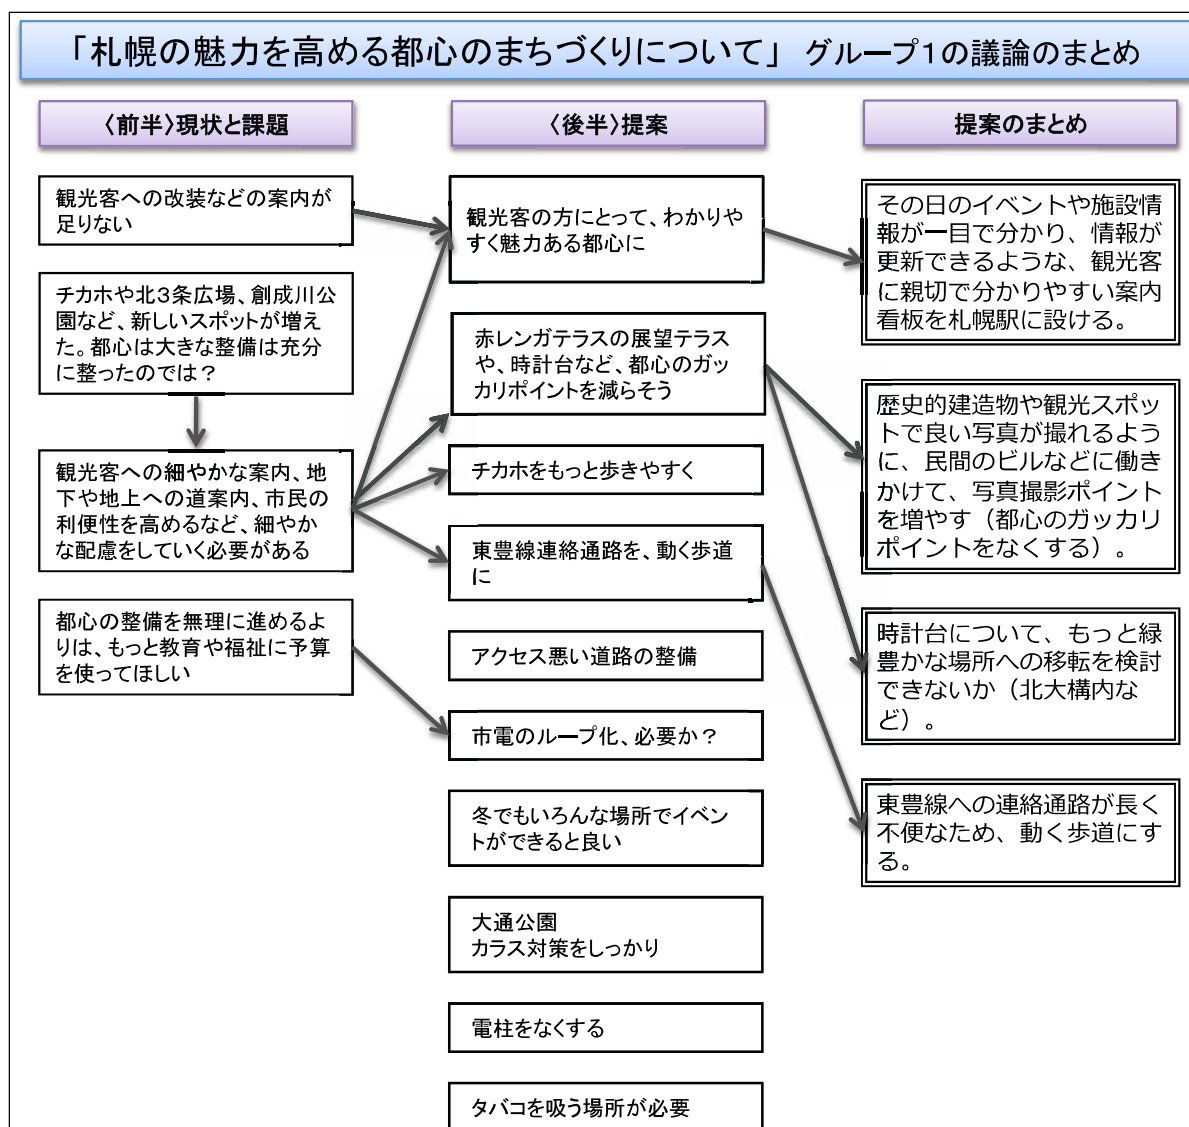 「札幌の魅力を高める都心のまちづくりについて」 グループ1の議論のまとめ
〈前半〉現状と課題
観光客への改装などの案内が
足りない
チカホや北3条広場、創成川公
園など、新しいスポットが増え
た。都心は大きな整備は充分
に整ったのでは？
観光客への細やかな案内、地
下や地上への道案内、市民の
利便性を高めるなど、細やか
な配慮をしていく必要がある
都心の整備を無理に進めるよ
りは、もっと教育や福祉に予算
を使ってほしい
〈後半〉提案
観光客の方にとって、わかりや
すく魅力ある都心に
赤レンガテラスの展望テラス
や、時計台など、都心のガッ
カリポイントを減らそう
チカホをもっと歩きやすく
東豊線連絡通路を、動く歩道
に
アクセス悪い道路の整備
市電のループ化、必要か？
冬でもいろんな場所でイベン
トができると良い
大通公園
カラス対策をしっかり
電柱をなくする
タバコを吸う場所が必要
提案のまとめ
その日のイベントや施設情
報が一目で分かり、情報が
更新できるような、観光客
に親切で分かりやすい案内
看板を札幌駅に設ける。
歴史的建造物や観光スポッ
トで良い写真が撮れるよう
に、民間のビルなどに働き
かけて、写真撮影ポイント
を増やす（都心のガッカリ
ポイントをなくする）。
時計台について、もっと緑
豊かな場所への移転を検討
できないか（北大構内な
ど）。
東豊線への連絡通路が長く
不便なため、動く歩道にす
る。